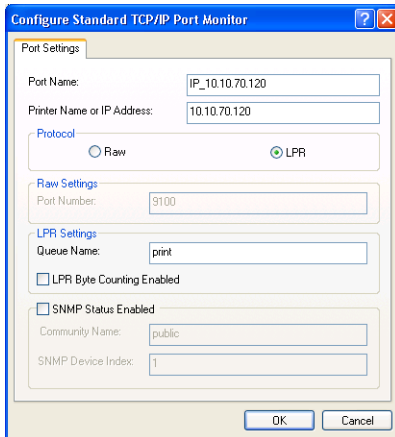 Configure Standard TCP/IP Port Monitor
Port Settings
Port Name: IP_10.10.70.120
Printer Name or IP Address: 10.10.70.120
Protocol
Raw LPR
Raw Settings
Port Number: 9100
LPR Settings
Queue Name: print
LPR Byte Counting Enabled
SNMP Status Enabled
Community Name: public
SNMP Device Index: 1
OK Cancel